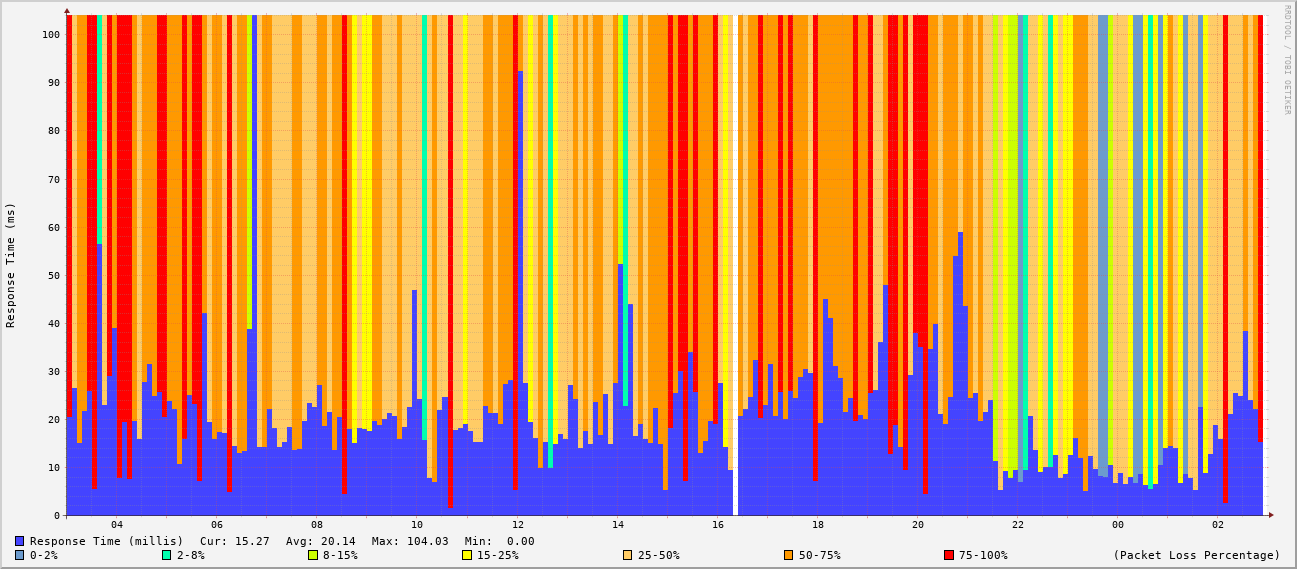 RRDTOOL / TOBI OETIKER
Response Time (ms)
100
90
80
70
60
50
40
30
20
10
0
04 06 08 10 12 14 16 18 20 22 00 02
Response Time (millis) Cur: 15.27 Avg: 20.14 Max: 104.03 Min: 0.00
0-2% 2-8% 8-15% 15-25% 25-50% 50-75% 75-100% (Packet Loss Percentage)